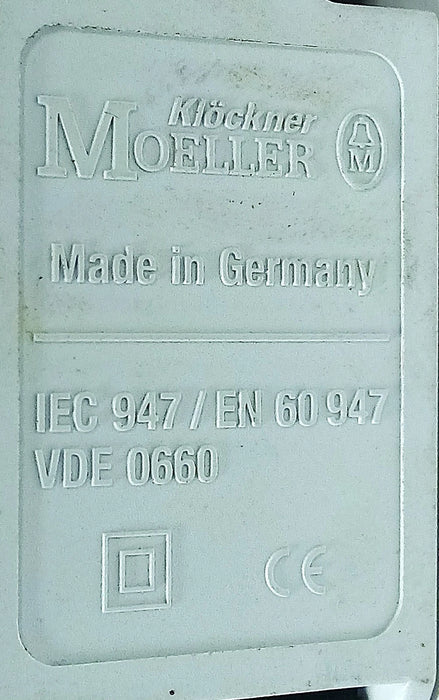 Klöckner
MOELLER
M
Made in Germany
IEC 947 / EN 60 947
VDE 0660
CE